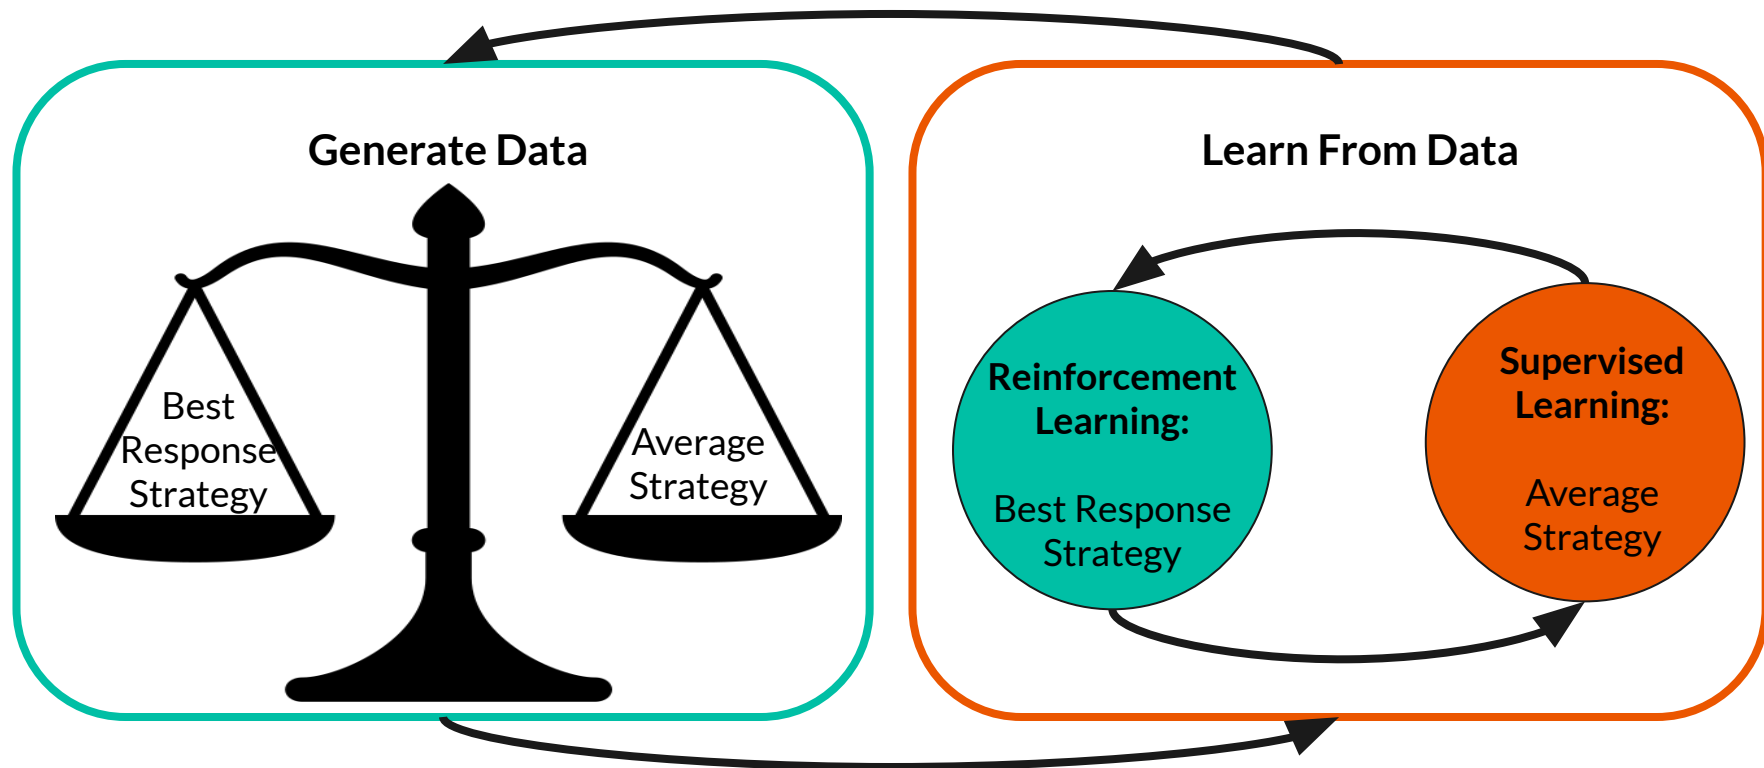 Generate Data
Best
Response
Strategy
Average
Strategy
Learn From Data
Reinforcement
Learning:
Best Response
Strategy
Supervised
Learning:
Average
Strategy